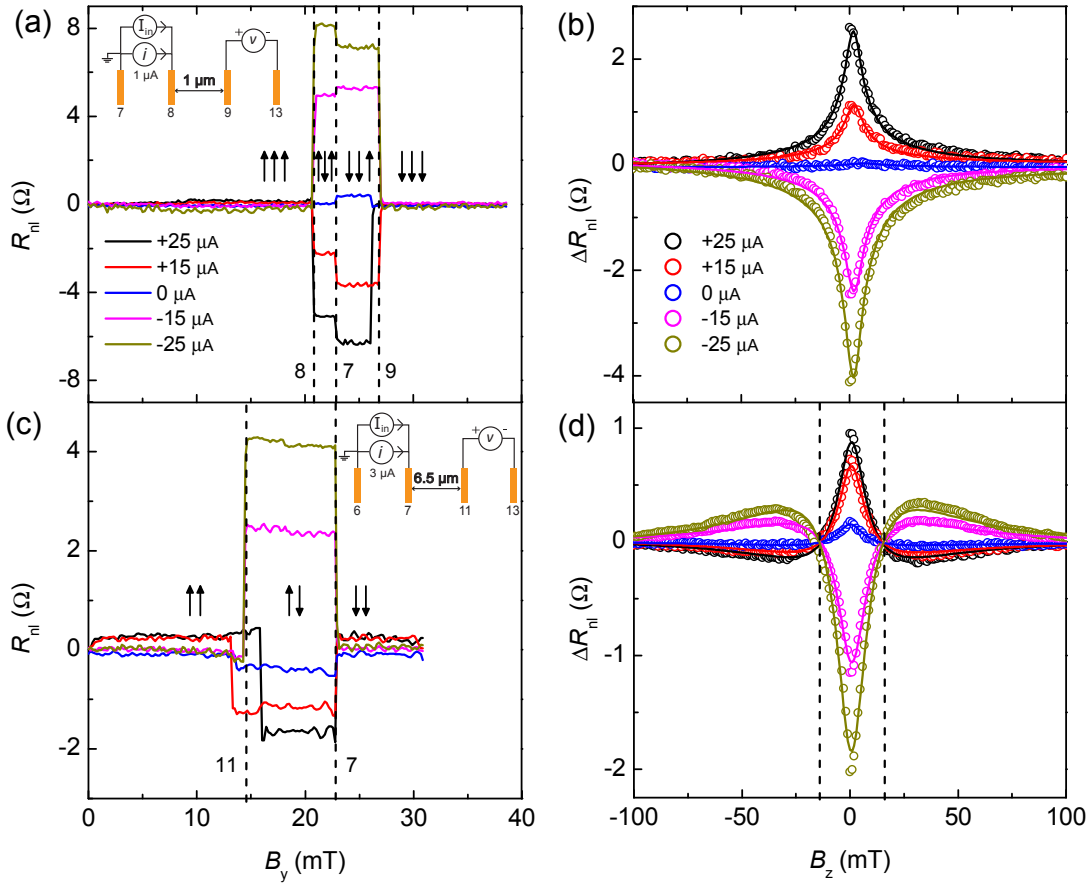 (a)
I_in
i
1 μA
1 μm
+ v -
7 8 9 13
+25 μA
+15 μA
0 μA
-15 μA
-25 μA
8 7 9
R_nl (Ω)
8
4
0
-4
-8
(b)
+25 μA
+15 μA
0 μA
-15 μA
-25 μA
ΔR_nl (Ω)
2
0
-2
-4
(c)
I_in
i
3 μA
6.5 μm
+ v -
6 7 11 13
11 7
R_nl (Ω)
4
2
0
-2
0 10 20 30 40
B_y (mT)
(d)
ΔR_nl (Ω)
1
0
-1
-2
-100 -50 0 50 100
B_z (mT)